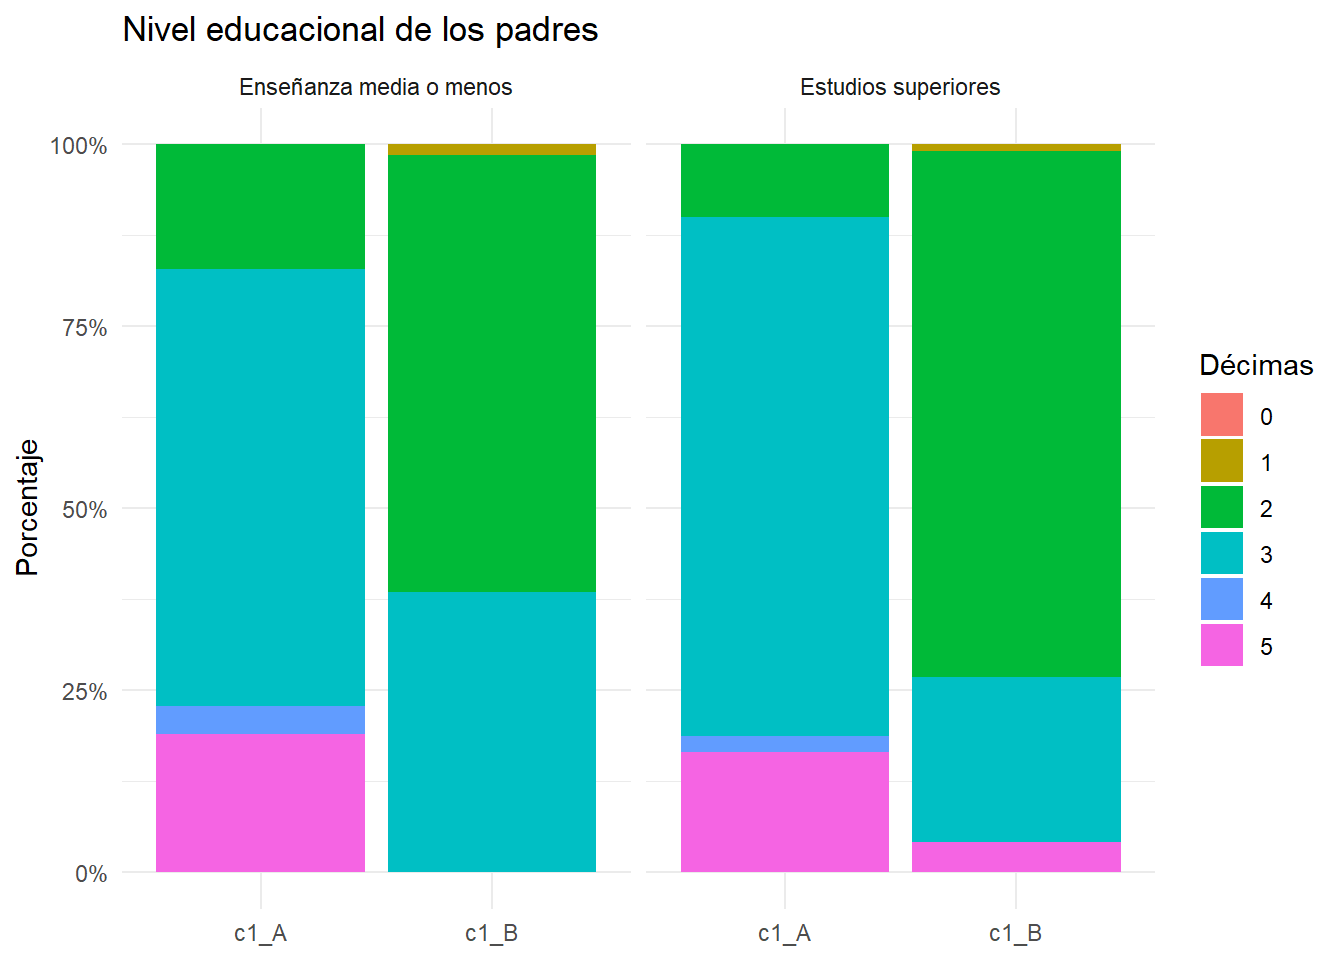 Nivel educacional de los padres
Enseñanza media o menos
Estudios superiores
100%
75%
50%
25%
0%
Porcentaje
c1_A
c1_B
c1_A
c1_B
Décimas
0
1
2
3
4
5